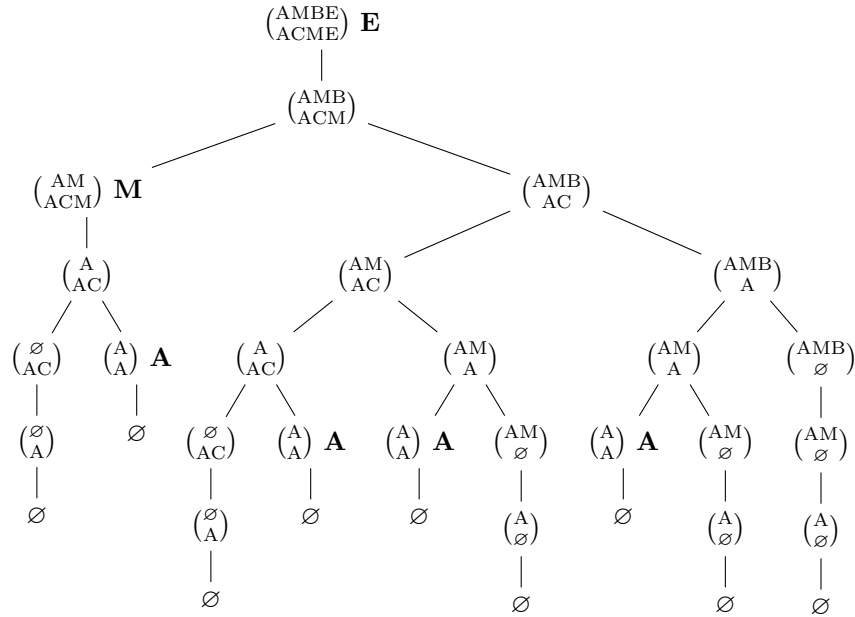 (AMBE ACME) E
(AMB ACM)
(AM ACM) M (AMB AC)
(A AC) (AM AC) (AMB A)
(∅ AC) (A A) A (A AC) (AM A) (AM A) (AMB ∅)
(∅ A) ∅ (∅ AC) (A A) A (A A) A (AM ∅) (A A) A (AM ∅) (AM ∅)
∅ (∅ A) ∅ ∅ (A ∅) ∅ (A ∅) (A ∅)
∅ ∅ ∅ ∅